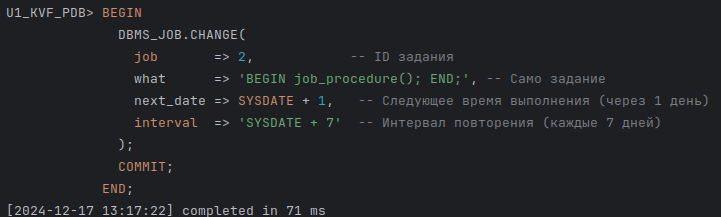 U1_KVF_PDB> BEGIN
DBMS_JOB.CHANGE(
job => 2, -- ID задания
what => 'BEGIN job_procedure(); END;', -- Само задание
next_date => SYSDATE + 1, -- Следующее время выполнения (через 1 день)
interval => 'SYSDATE + 7' -- Интервал повторения (каждые 7 дней)
);
COMMIT;
END;
[2024-12-17 13:17:22] completed in 71 ms